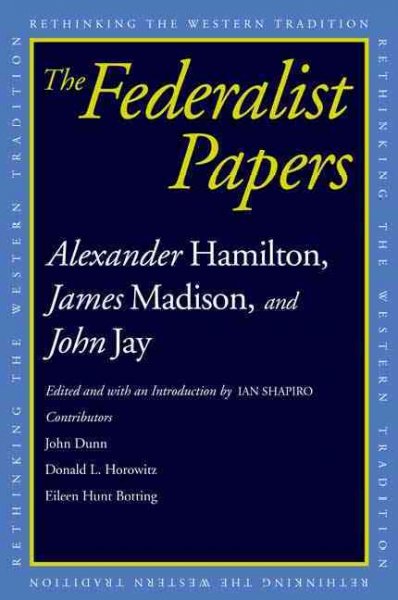 RETHINKING THE WESTERN TRADITION
The Federalist
Papers
Alexander Hamilton,
James Madison, and
John Jay
Edited and with an Introduction by IAN SHAPIRO
Contributors
John Dunn
Donald L. Horowitz
Eileen Hunt Botting
RETHINKING THE WESTERN TRADITION
RETHINKING THE WESTERN TRADITION
RETHINKING THE WESTERN TRADITION